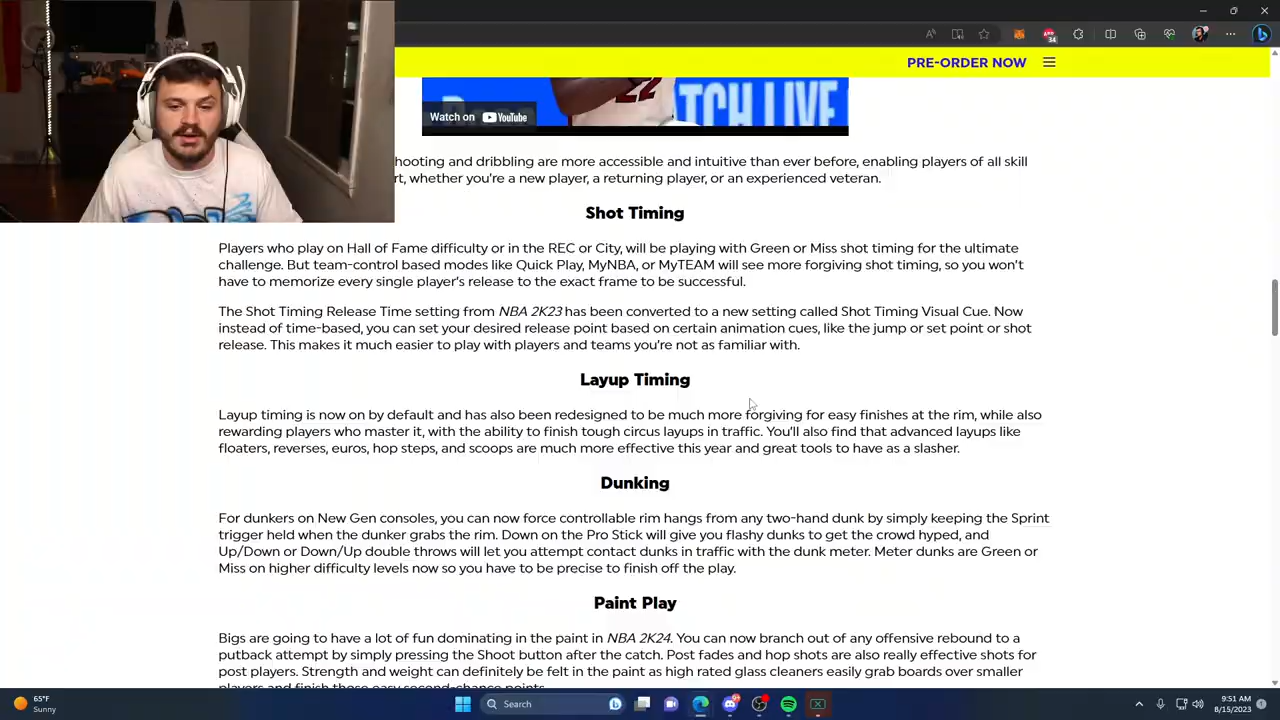 PRE-ORDER NOW
22
TCH LIVE
Watch on YouTube
hooting and dribbling are more accessible and intuitive than ever before, enabling players of all skill
rt, whether you're a new player, a returning player, or an experienced veteran.
Shot Timing
Players who play on Hall of Fame difficulty or in the REC or City, will be playing with Green or Miss shot timing for the ultimate
challenge. But team-control based modes like Quick Play, MyNBA, or MyTEAM will see more forgiving shot timing, so you won't
have to memorize every single player's release to the exact frame to be successful.
The Shot Timing Release Time setting from NBA 2K23 has been converted to a new setting called Shot Timing Visual Cue. Now
instead of time-based, you can set your desired release point based on certain animation cues, like the jump or set point or shot
release. This makes it much easier to play with players and teams you're not as familiar with.
Layup Timing
Layup timing is now on by default and has also been redesigned to be much more forgiving for easy finishes at the rim, while also
rewarding players who master it, with the ability to finish tough circus layups in traffic. You'll also find that advanced layups like
floaters, reverses, euros, hop steps, and scoops are much more effective this year and great tools to have as a slasher.
Dunking
For dunkers on New Gen consoles, you can now force controllable rim hangs from any two-hand dunk by simply keeping the Sprint
trigger held when the dunker grabs the rim. Down on the Pro Stick will give you flashy dunks to get the crowd hyped, and
Up/Down or Down/Up double throws will let you attempt contact dunks in traffic with the dunk meter. Meter dunks are Green or
Miss on higher difficulty levels now so you have to be precise to finish off the play.
Paint Play
Bigs are going to have a lot of fun dominating in the paint in NBA 2K24. You can now branch out of any offensive rebound to a
putback attempt by simply pressing the Shoot button after the catch. Post fades and hop shots are also really effective shots for
post players. Strength and weight can definitely be felt in the paint as high rated glass cleaners easily grab boards over smaller
players and finish those easy second-chance points.
65°F
Sunny
Search
9:51 AM
8/15/2023